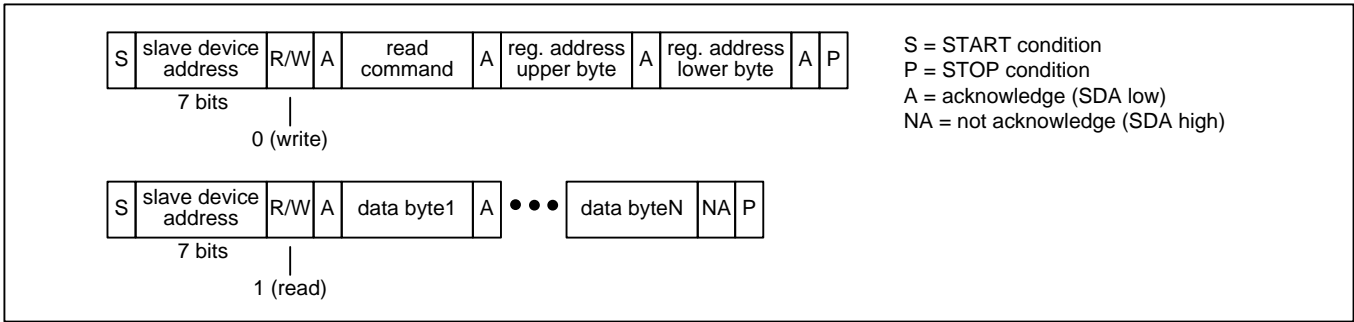 S slave device address R/W A read command A reg. address upper byte A reg. address lower byte A P
7 bits
0 (write)
S slave device address R/W A data byte1 A ●●● data byteN NA P
7 bits
1 (read)
S = START condition
P = STOP condition
A = acknowledge (SDA low)
NA = not acknowledge (SDA high)